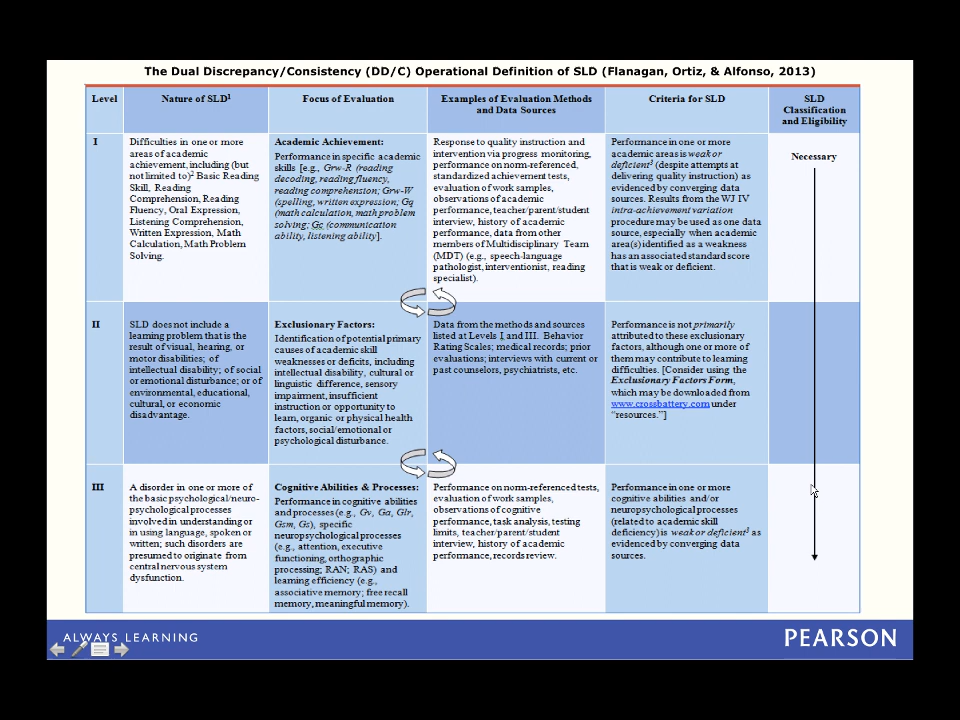 The Dual Discrepancy/Consistency (DD/C) Operational Definition of SLD (Flanagan, Ortiz, & Alfonso, 2013)
Level
Nature of SLD¹
Focus of Evaluation
Examples of Evaluation Methods
and Data Sources
Criteria for SLD
SLD
Classification
and Eligibility
I
Difficulties in one or more
areas of academic
achievement, including (but
not limited to)² Basic Reading
Skill, Reading
Comprehension, Reading
Fluency, Oral Expression,
Listening Comprehension,
Written Expression, Math
Calculation, Math Problem
Solving.
Academic Achievement:
Performance in specific academic
skills [e.g., Grw-R (reading
decoding, reading fluency,
reading comprehension; Grw-W
(spelling, written expression; Gq
(math calculation, math problem
solving; Gc (communication
ability, listening ability].
Response to quality instruction and
intervention via progress monitoring,
performance on norm-referenced,
standardized achievement tests,
evaluation of work samples,
observations of academic
performance, teacher/parent/student
interview, history of academic
performance, data from other
members of Multidisciplinary Team
(MDT) (e.g., speech-language
pathologist, interventionist, reading
specialist).
Performance in one or more
academic areas is weak or
deficient³ (despite attempts at
delivering quality instruction) as
evidenced by converging data
sources. Results from the WJ IV
intra-achievement variation
procedure may be used as one data
source, especially when academic
area(s) identified as a weakness
has an associated standard score
that is weak or deficient.
Necessary
II
SLD does not include a
learning problem that is the
result of visual, hearing, or
motor disabilities; of
intellectual disability; of social
or emotional disturbance; or of
environmental, educational,
cultural, or economic
disadvantage.
Exclusionary Factors:
Identification of potential primary
causes of academic skill
weaknesses or deficits, including
intellectual disability, cultural or
linguistic difference, sensory
impairment, insufficient
instruction or opportunity to
learn, organic or physical health
factors, social/emotional or
psychological disturbance.
Data from the methods and sources
listed at Levels I and III. Behavior
Rating Scales; medical records; prior
evaluations; interviews with current or
past counselors, psychiatrists, etc.
Performance is not primarily
attributed to these exclusionary
factors, although one or more of
them may contribute to learning
difficulties. [Consider using the
Exclusionary Factors Form,
which may be downloaded from
www.crossbattery.com under
“resources.”]
III
A disorder in one or more of
the basic psychological/neuro-
psychological processes
involved in understanding or
in using language, spoken or
written; such disorders are
presumed to originate from
central nervous system
dysfunction.
Cognitive Abilities & Processes:
Performance in cognitive abilities
and processes (e.g., Gv, Ga, Glr,
Gsm, Gs), specific
neuropsychological processes
(e.g., attention, executive
functioning, orthographic
processing; RAN; RAS) and
learning efficiency (e.g.,
associative memory; free recall
memory, meaningful memory).
Performance on norm-referenced tests,
evaluation of work samples,
observations of cognitive
performance, task analysis, testing
limits, teacher/parent/student
interview, history of academic
performance, records review.
Performance in one or more
cognitive abilities and/or
neuropsychological processes
(related to academic skill
deficiency) is weak or deficient³ as
evidenced by converging data
sources.
ALWAYS LEARNING
PEARSON